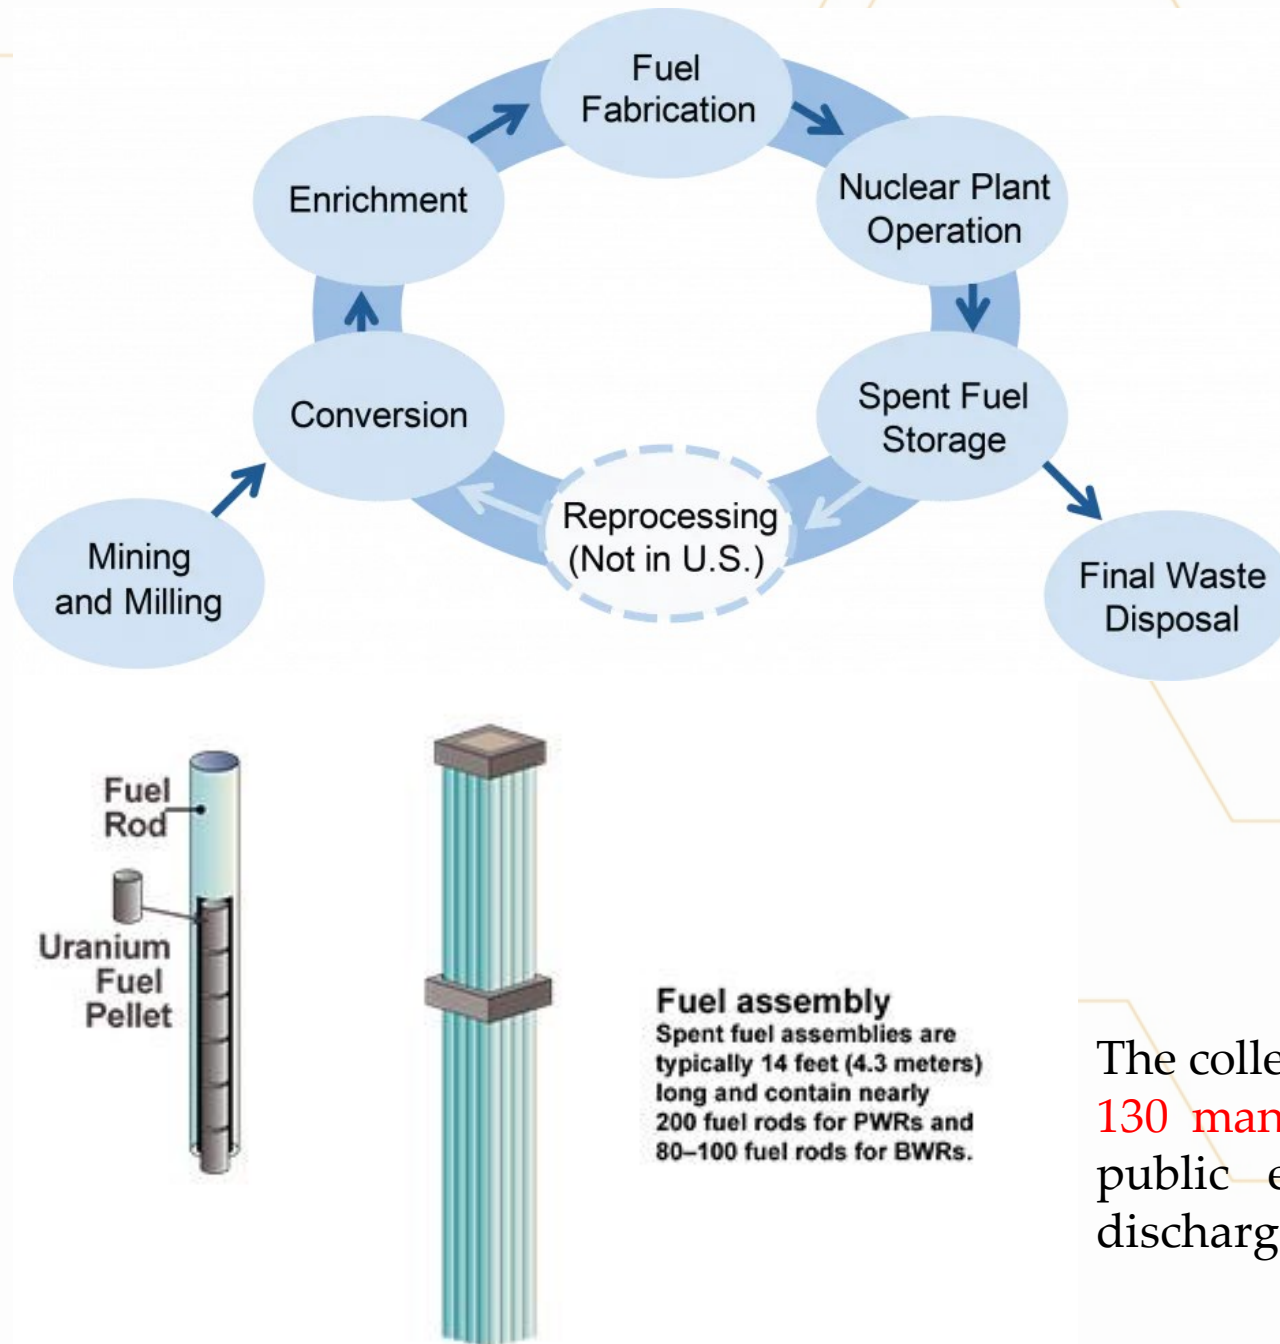 Fuel
Fabrication
Enrichment
Nuclear Plant
Operation
Conversion
Spent Fuel
Storage
Reprocessing
(Not in U.S.)
Mining
and Milling
Final Waste
Disposal
Fuel
Rod
Uranium
Fuel
Pellet
Fuel assembly
Spent fuel assemblies are
typically 14 feet (4.3 meters)
long and contain nearly
200 fuel rods for PWRs and
80–100 fuel rods for BWRs.
The
130
public